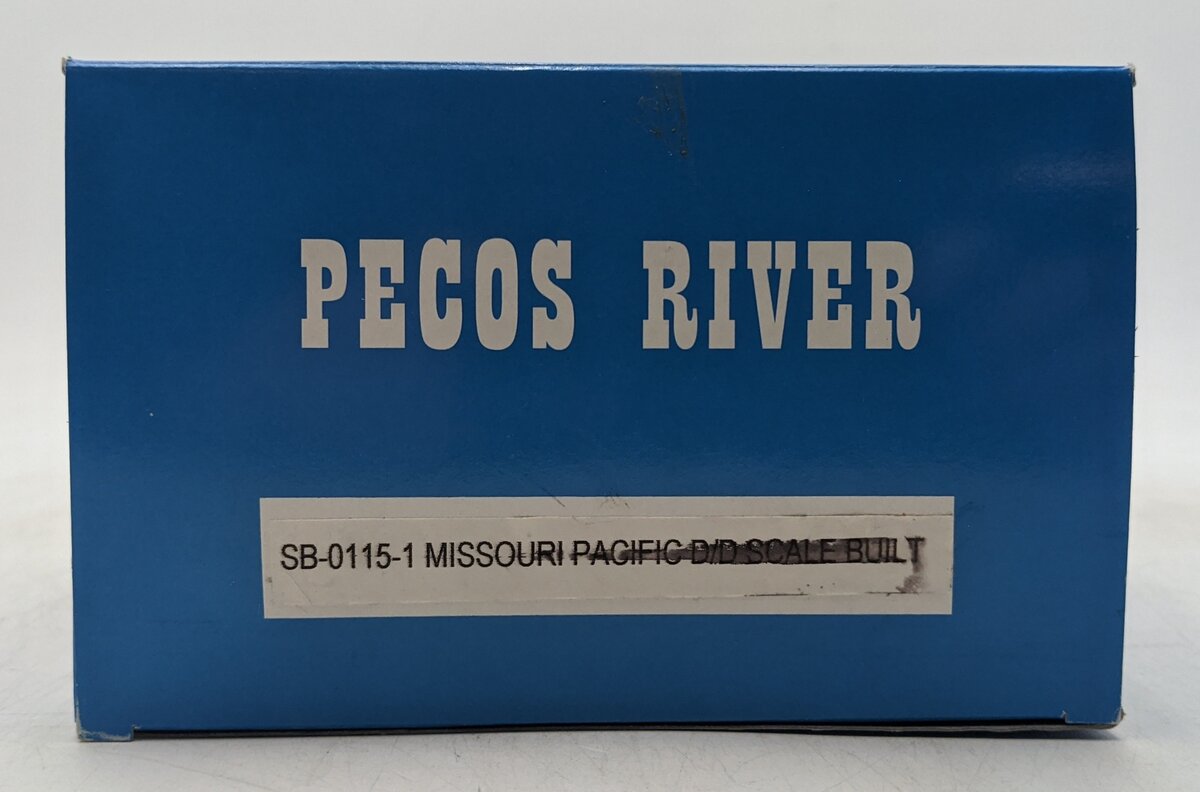 PECOS RIVER
SB-0115-1 MISSOURI PACIFIC D/D SCALE BUILT